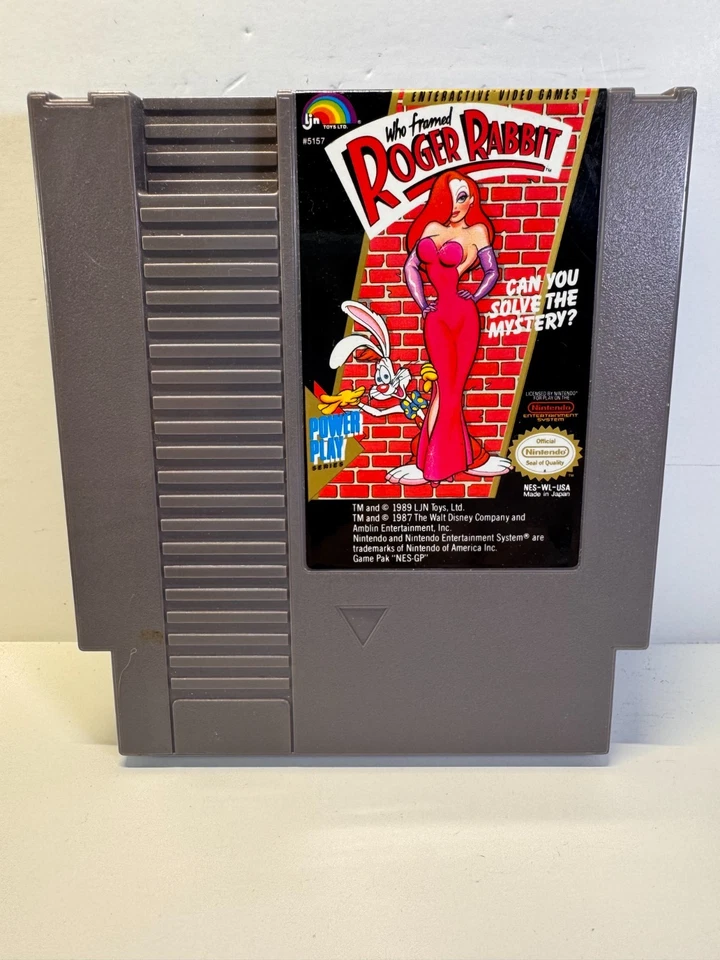 ENTERACTIVE VIDEO GAMES
ljn
TOYS LTD.
®
#5157
Who framed
ROGER RABBIT
TM
CAN YOU
SOLVE THE
MYSTERY?
POWER
PLAY
SERIES
LICENSED BY NINTENDO®
FOR PLAY ON THE
Nintendo
ENTERTAINMENT
SYSTEM
Official
Nintendo
Seal of Quality
NES-WL-USA
Made in Japan
TM and © 1989 LJN Toys, Ltd.
TM and © 1987 The Walt Disney Company and
Amblin Entertainment, Inc.
Nintendo and Nintendo Entertainment System® are
trademarks of Nintendo of America Inc.
Game Pak "NES-GP"